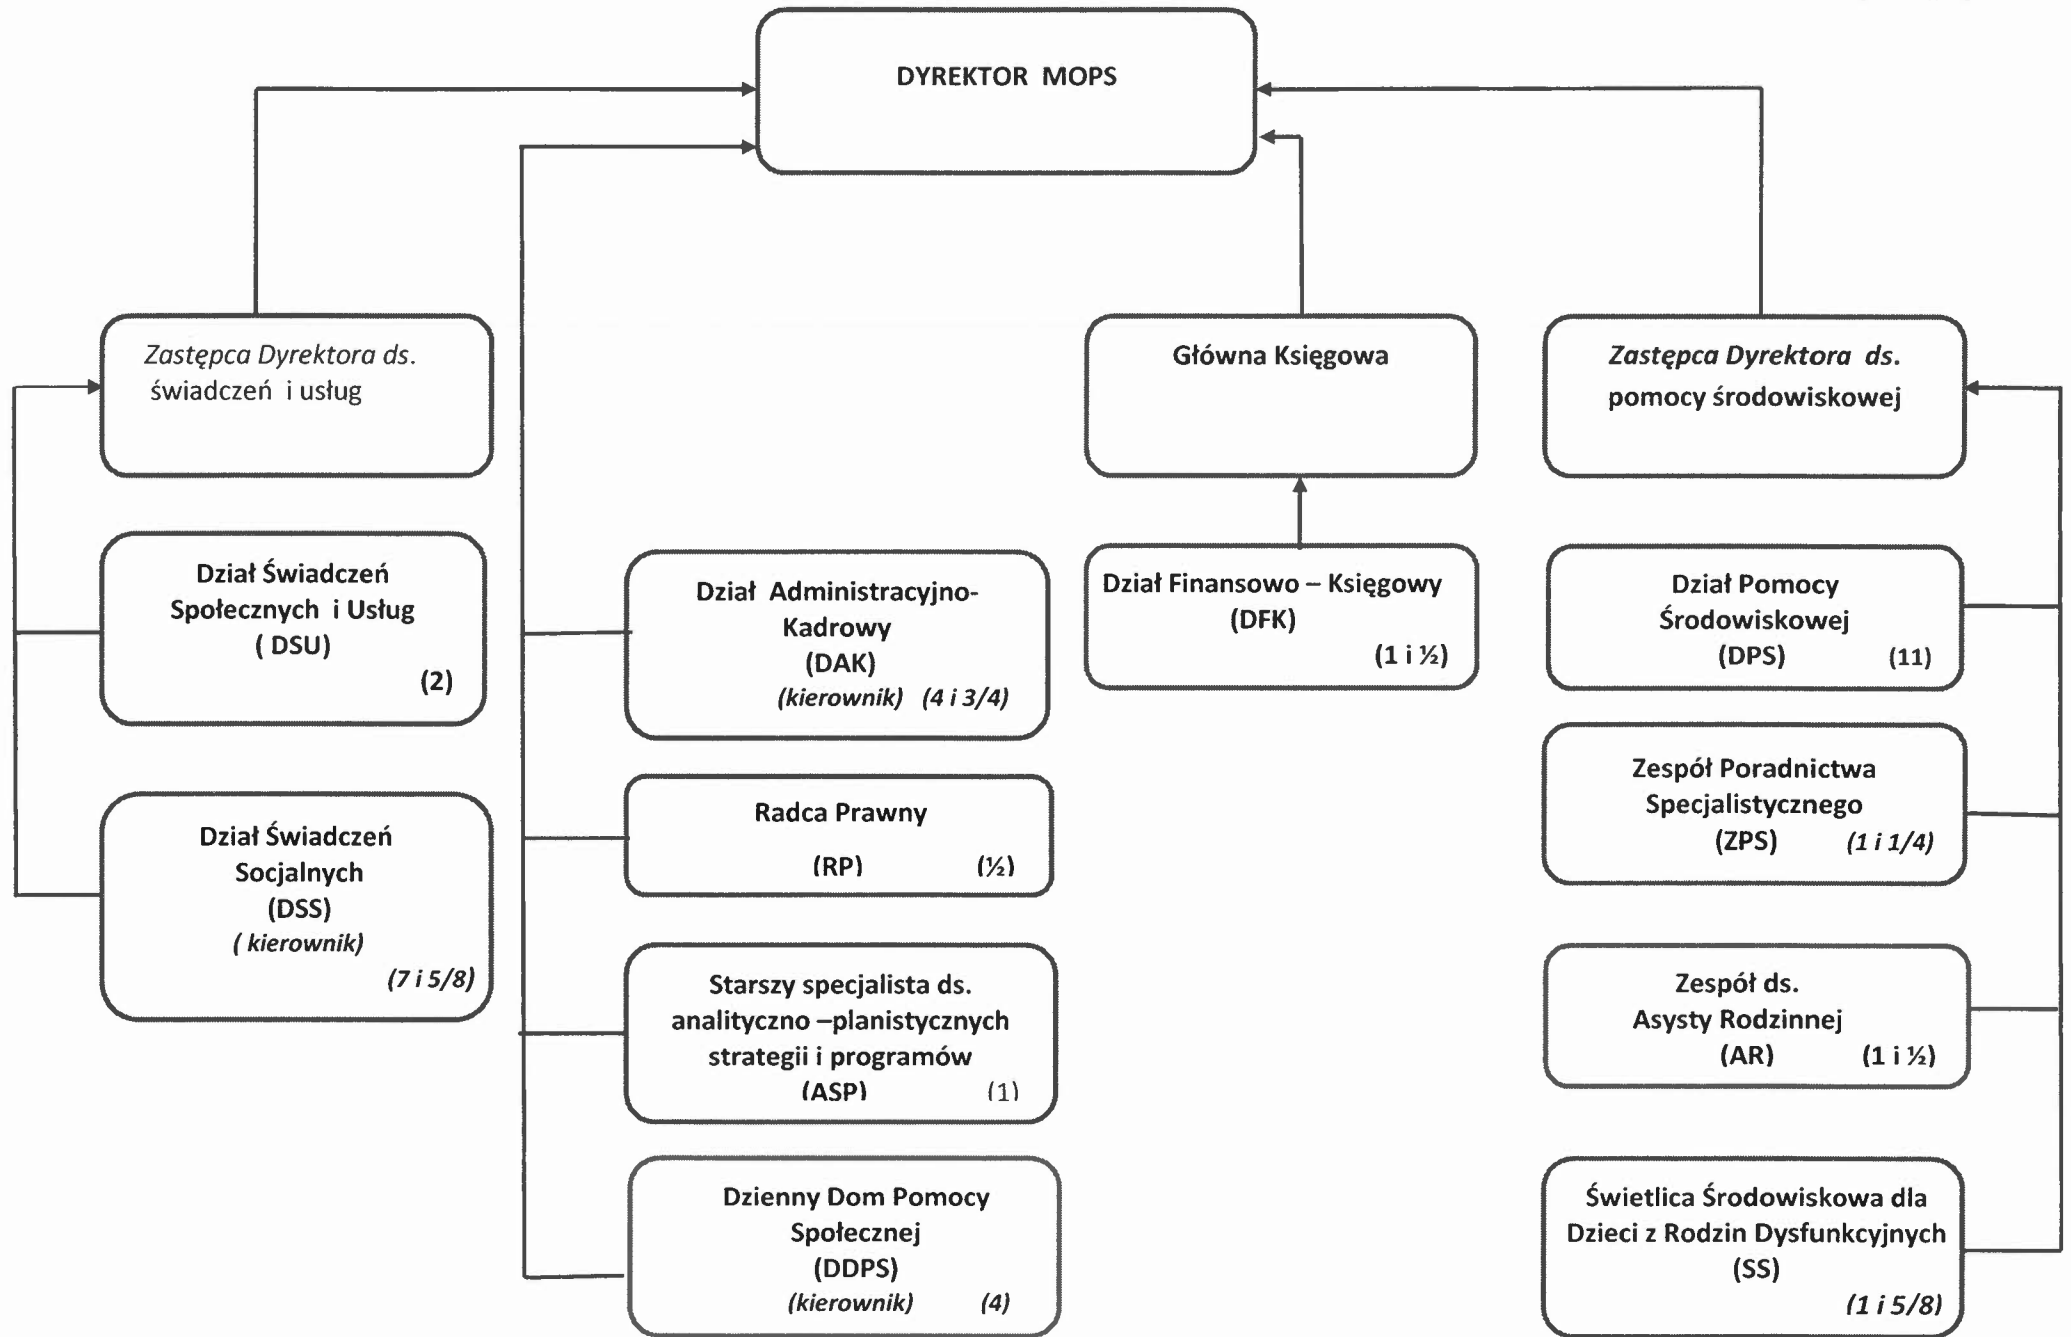 DYREKTOR MOPS
Zastępca Dyrektora ds.
świadczeń i usług
Główna Księgowa
Zastępca Dyrektora ds.
pomocy środowiskowej
Dział Świadczeń
Społecznych i Usług
( DSU)
(2)
Dział Świadczeń
Socjalnych
(DSS)
( kierownik)
(7 i 5/8)
Dział Administracyjno-
Kadrowy
(DAK)
(kierownik) (4 i 3/4)
Radca Prawny
(RP) (½)
Starszy specjalista ds.
analityczno –planistycznych
strategii i programów
(ASP) (1)
Dzienny Dom Pomocy
Społecznej
(DDPS)
(kierownik) (4)
Dział Finansowo – Księgowy
(DFK)
(1 i ½)
Dział Pomocy
Środowiskowej
(DPS) (11)
Zespół Poradnictwa
Specjalistycznego
(ZPS) (1 i 1/4)
Zespół ds.
Asysty Rodzinnej
(AR) (1 i ½)
Świetlica Środowiskowa dla
Dzieci z Rodzin Dysfunkcyjnych
(SS)
(1 i 5/8)